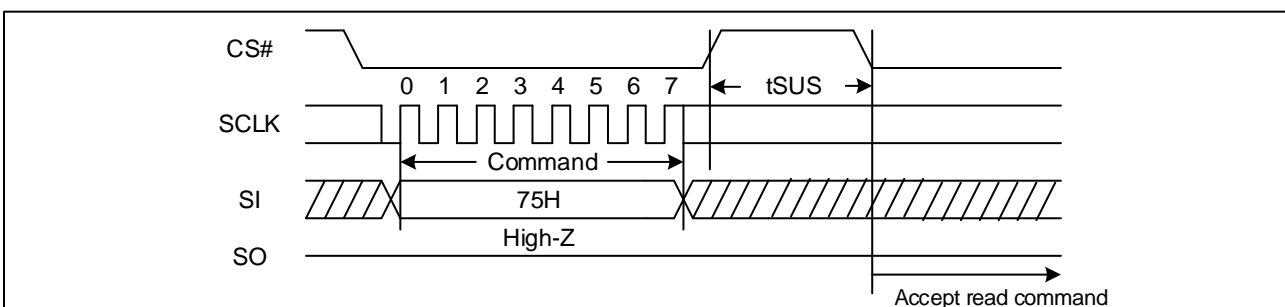 CS#
tSUS
0 1 2 3 4 5 6 7
SCLK
Command
SI
75H
High-Z
SO
Accept read command